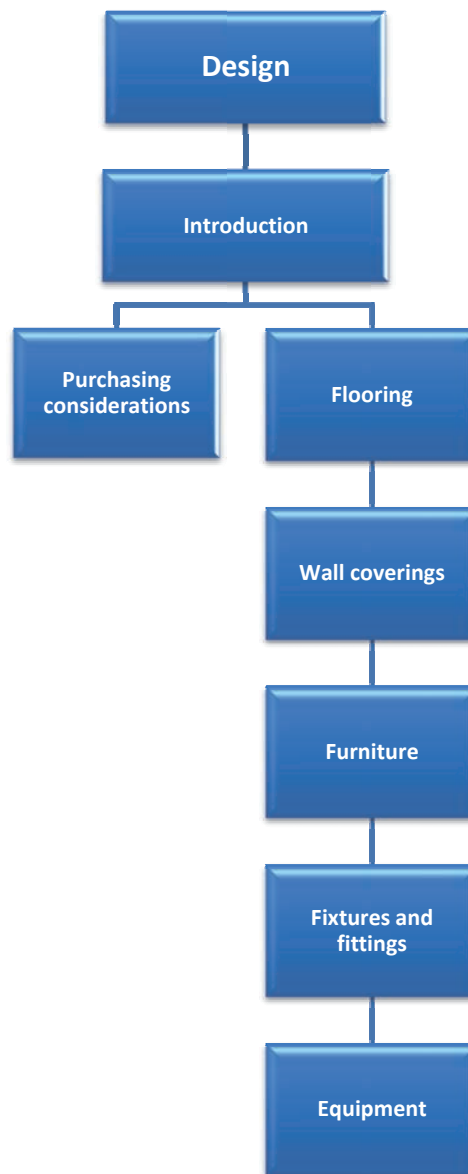 Design
Introduction
Purchasing
considerations
Flooring
Wall coverings
Furniture
Fixtures and
fittings
Equipment